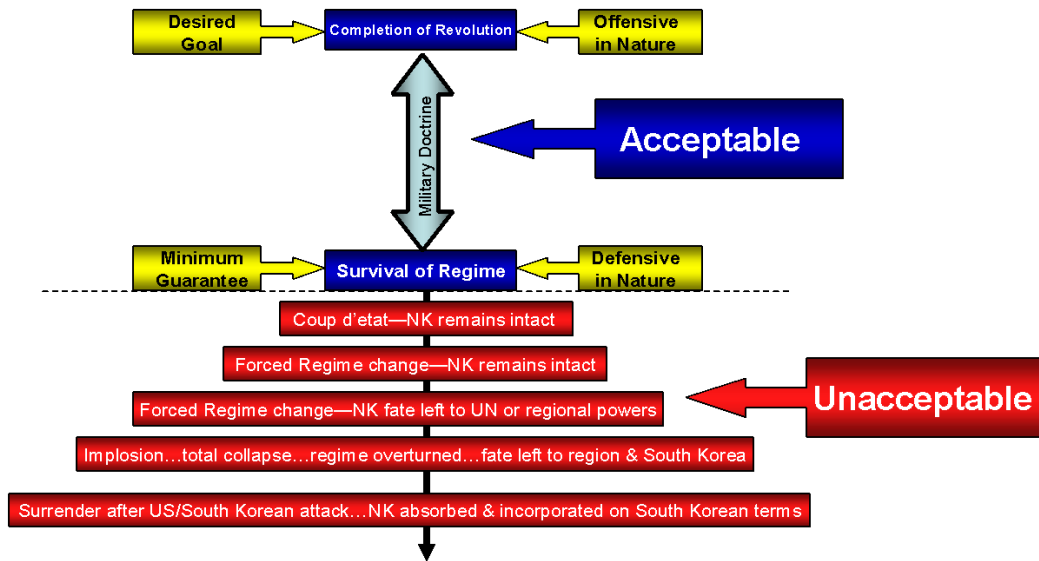 Desired
Goal
Completion of Revolution
Offensive
in Nature
Military Doctrine
Acceptable
Minimum
Guarantee
Survival of Regime
Defensive
in Nature
Coup d'etat—NK remains intact
Forced Regime change—NK remains intact
Forced Regime change—NK fate left to UN or regional powers
Unacceptable
Implosion…total collapse…regime overturned…fate left to region & South Korea
Surrender after US/South Korean attack…NK absorbed & incorporated on South Korean terms